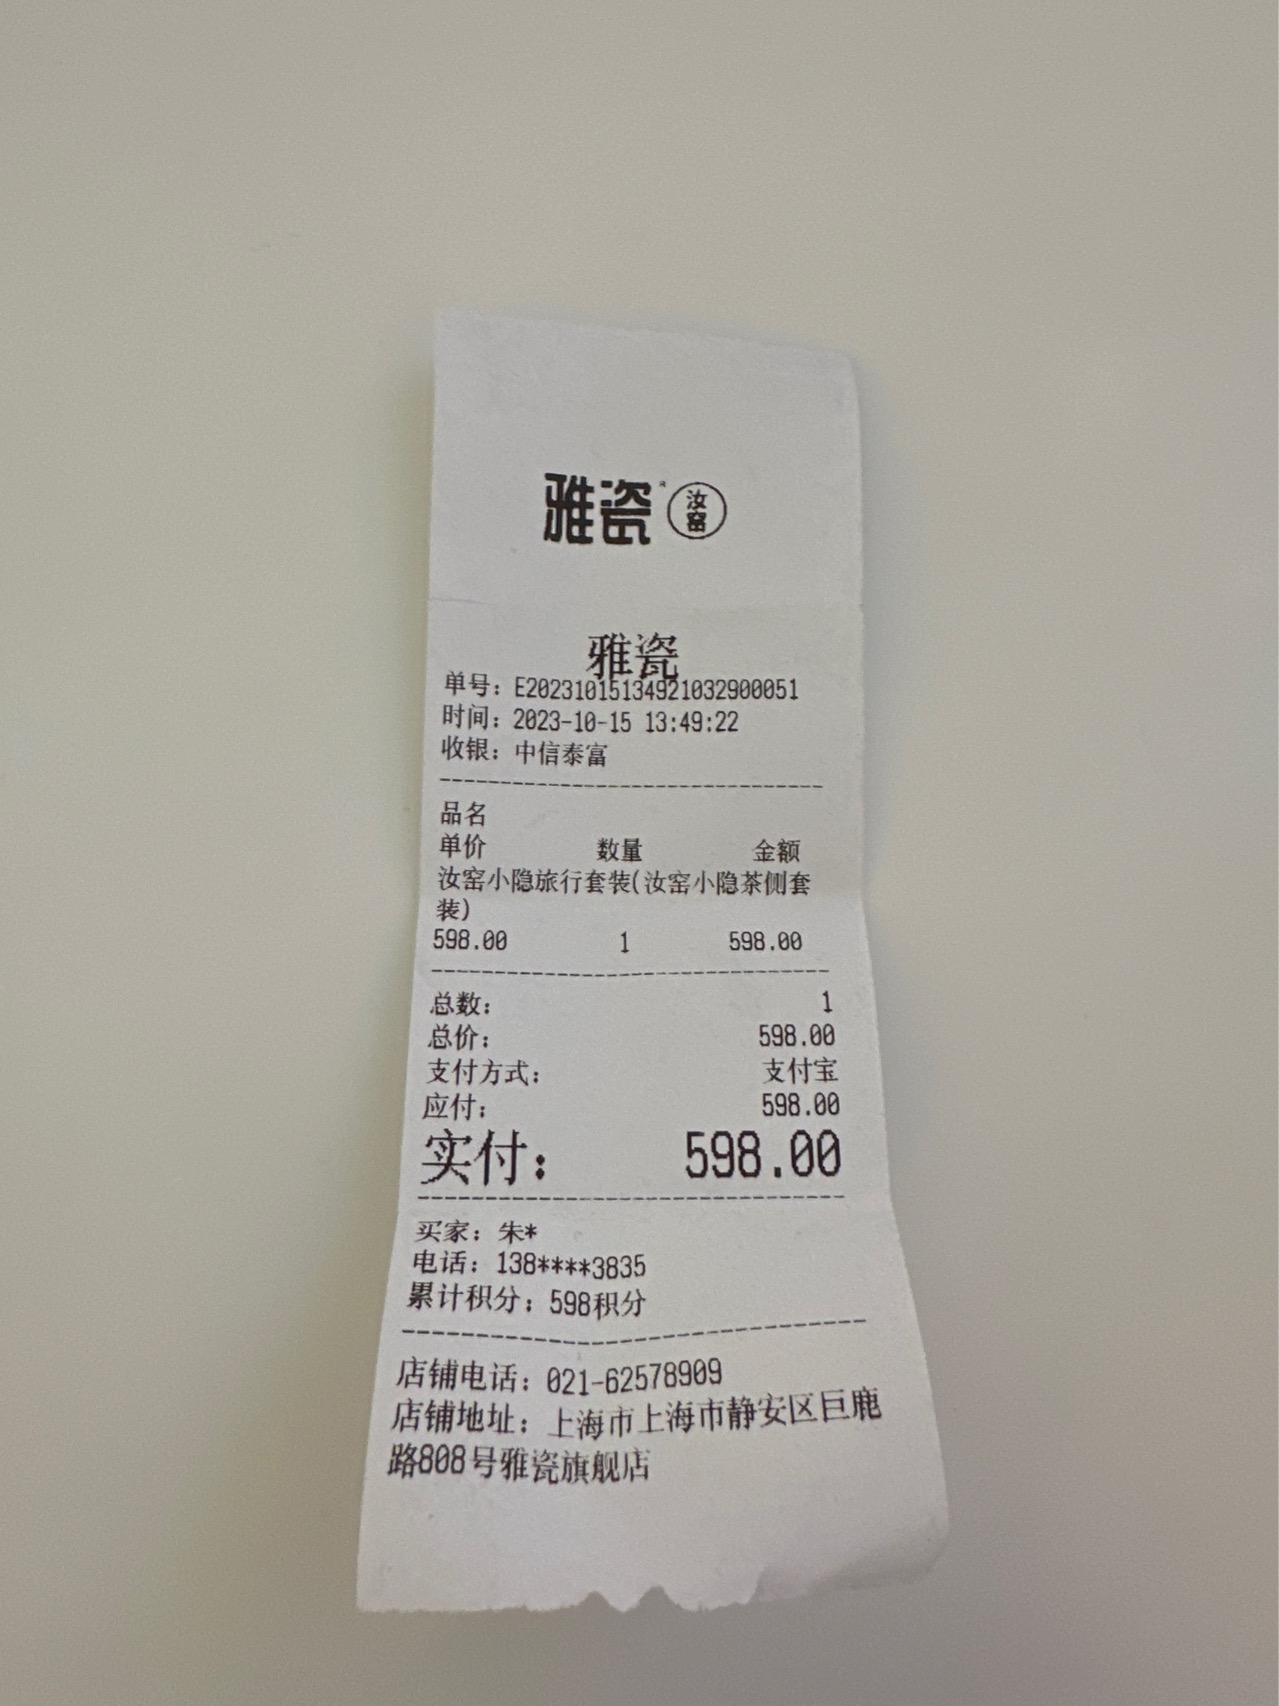 雅瓷® 汝窑
雅瓷
单号：E20231015134921032900051
时间：2023-10-15 13:49:22
收银：中信泰富
品名
单价 数量 金额
汝窑小隐旅行套装(汝窑小隐茶侧套
装)
598.00 1 598.00
总数： 1
总价： 598.00
支付方式： 支付宝
应付： 598.00
实付： 598.00
买家：朱*
电话：138****3835
累计积分：598积分
店铺电话：021-62578909
店铺地址：上海市上海市静安区巨鹿
路808号雅瓷旗舰店